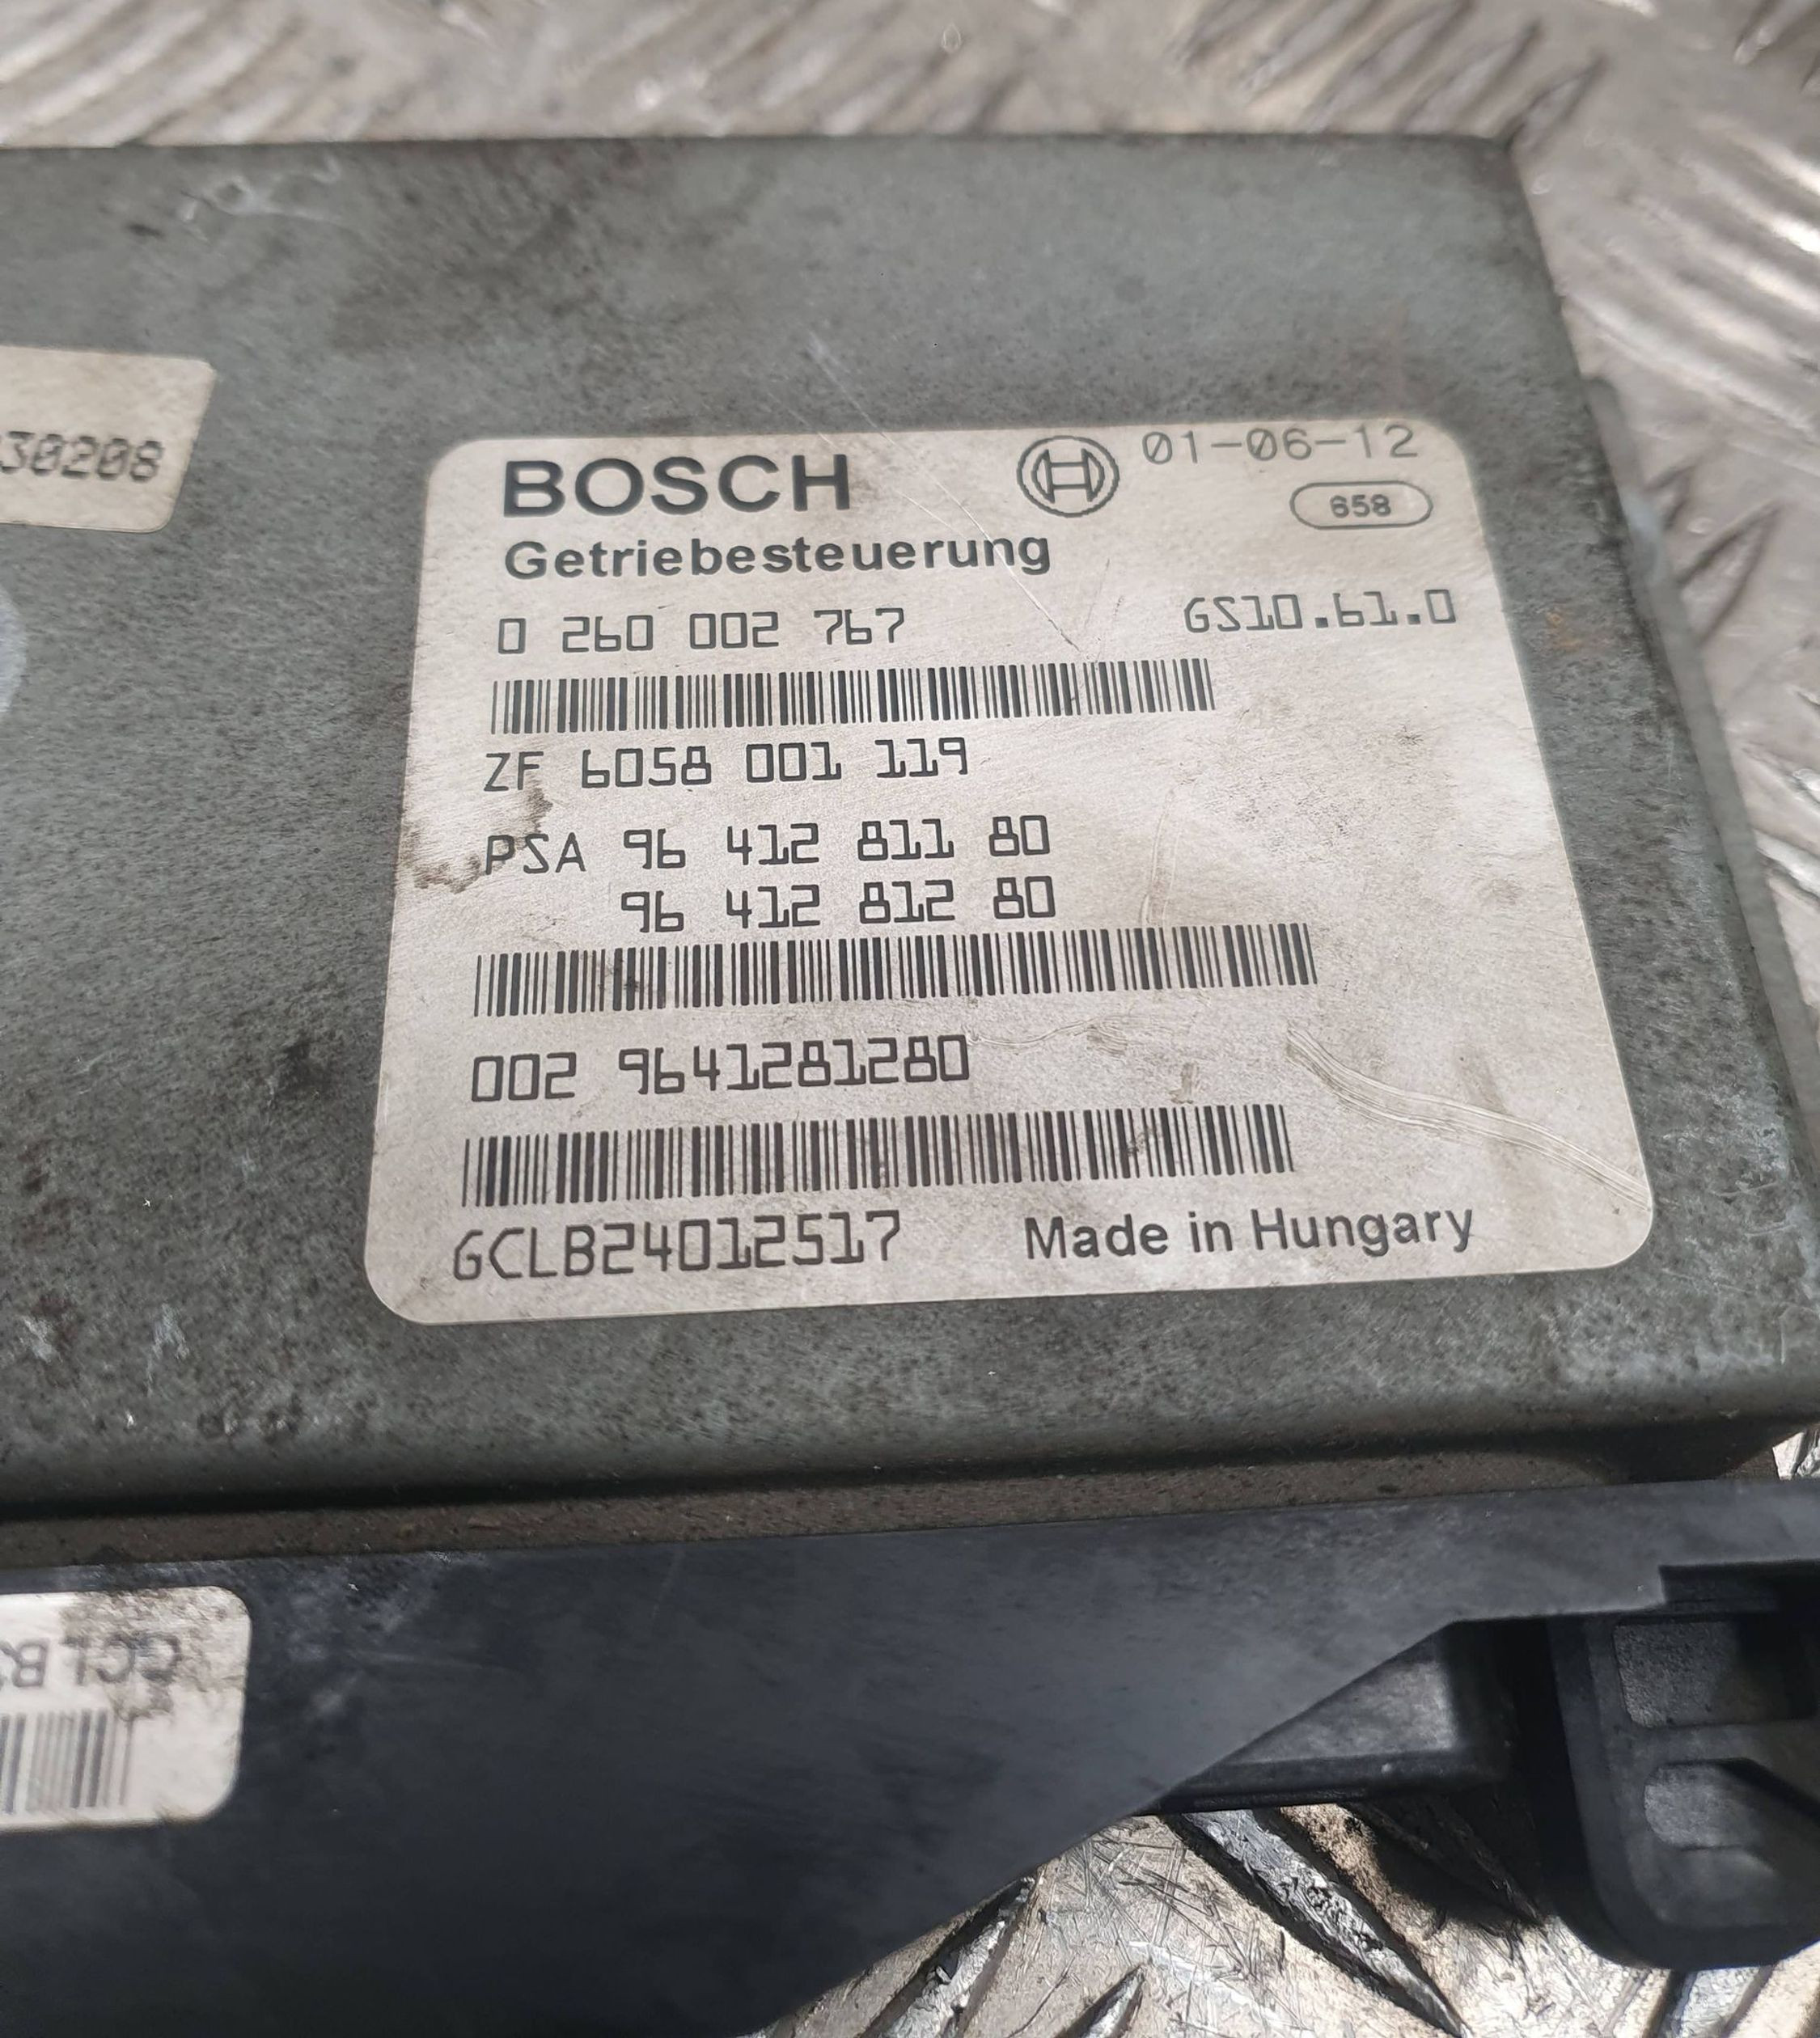 30208
BOSCH
01-06-12
658
Getriebesteuerung
0 260 002 767 GS10.61.0
ZF 6058 001 119
PSA 96 412 811 80
96 412 812 80
002 9641281280
GCLB24012517 Made in Hungary
GCLB